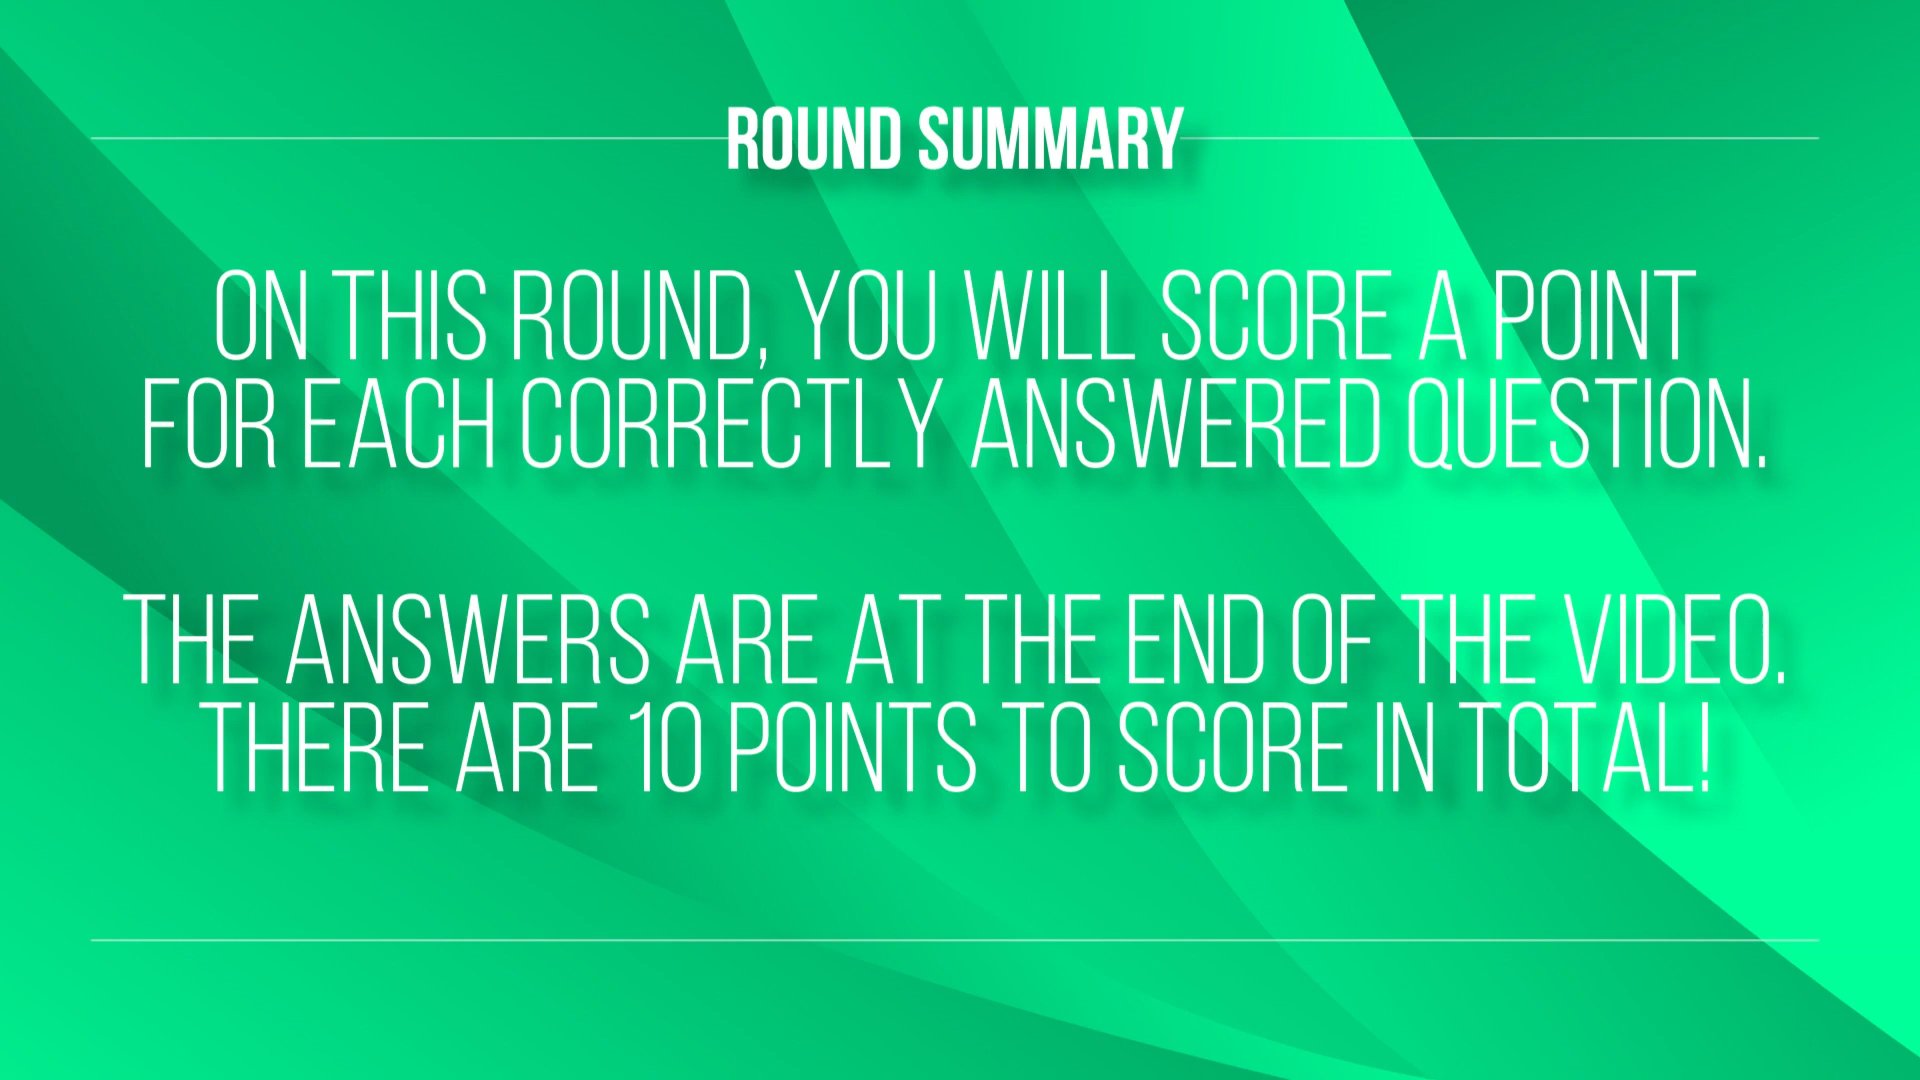 ROUND SUMMARY
ON THIS ROUND, YOU WILL SCORE A POINT
FOR EACH CORRECTLY ANSWERED QUESTION.
THE ANSWERS ARE AT THE END OF THE VIDEO.
THERE ARE 10 POINTS TO SCORE IN TOTAL!